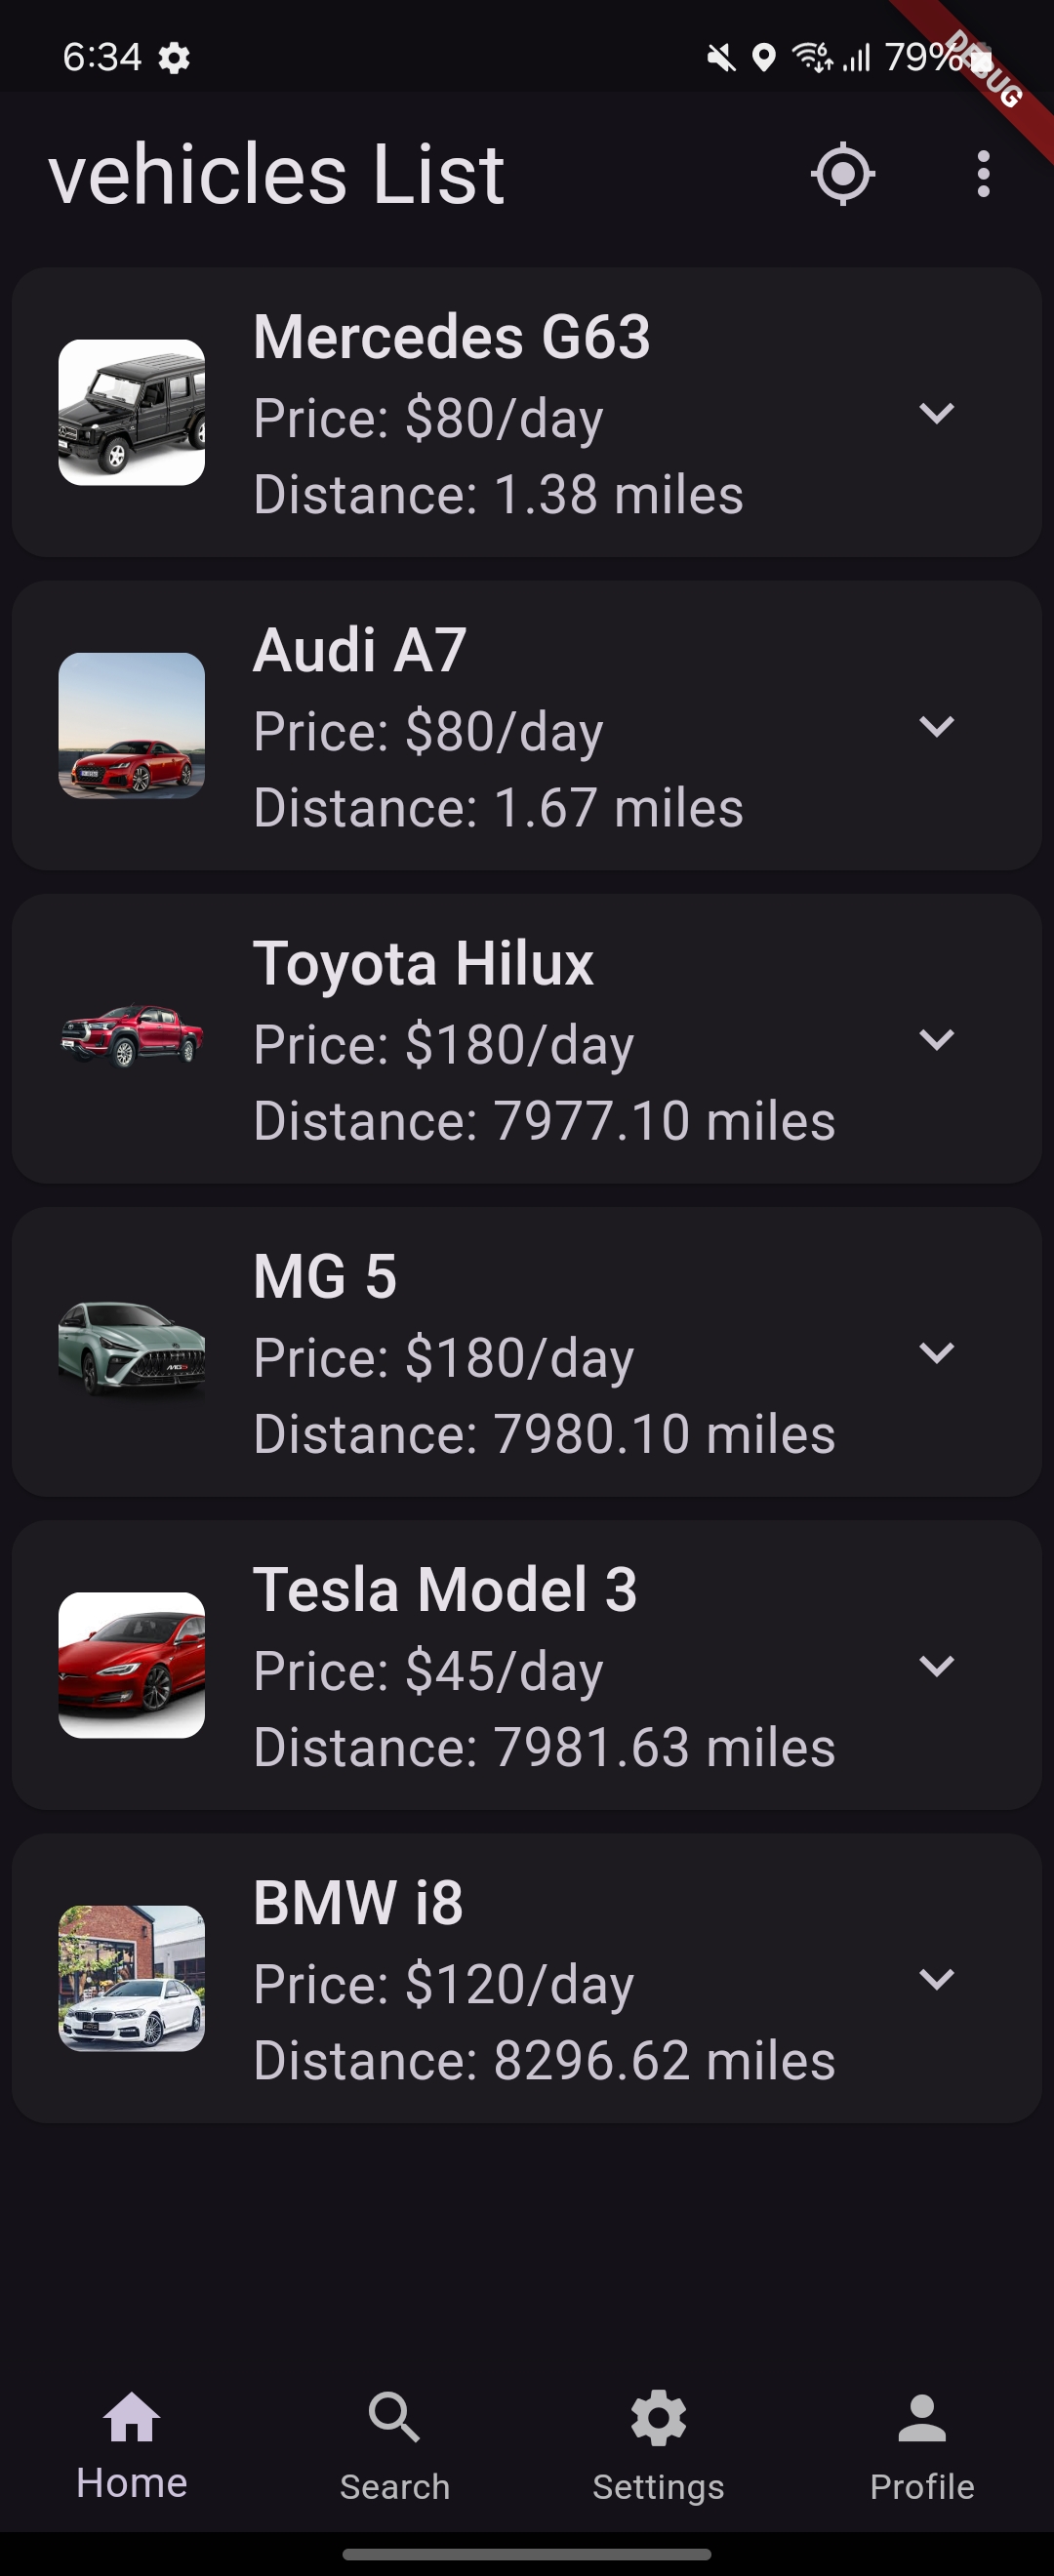 6:34
6
79%
DEBUG
vehicles List
Mercedes G63
Price: $80/day
Distance: 1.38 miles
Audi A7
Price: $80/day
Distance: 1.67 miles
Toyota Hilux
Price: $180/day
Distance: 7977.10 miles
MG 5
Price: $180/day
Distance: 7980.10 miles
MG5
Tesla Model 3
Price: $45/day
Distance: 7981.63 miles
BMW i8
Price: $120/day
Distance: 8296.62 miles
Home
Search
Settings
Profile